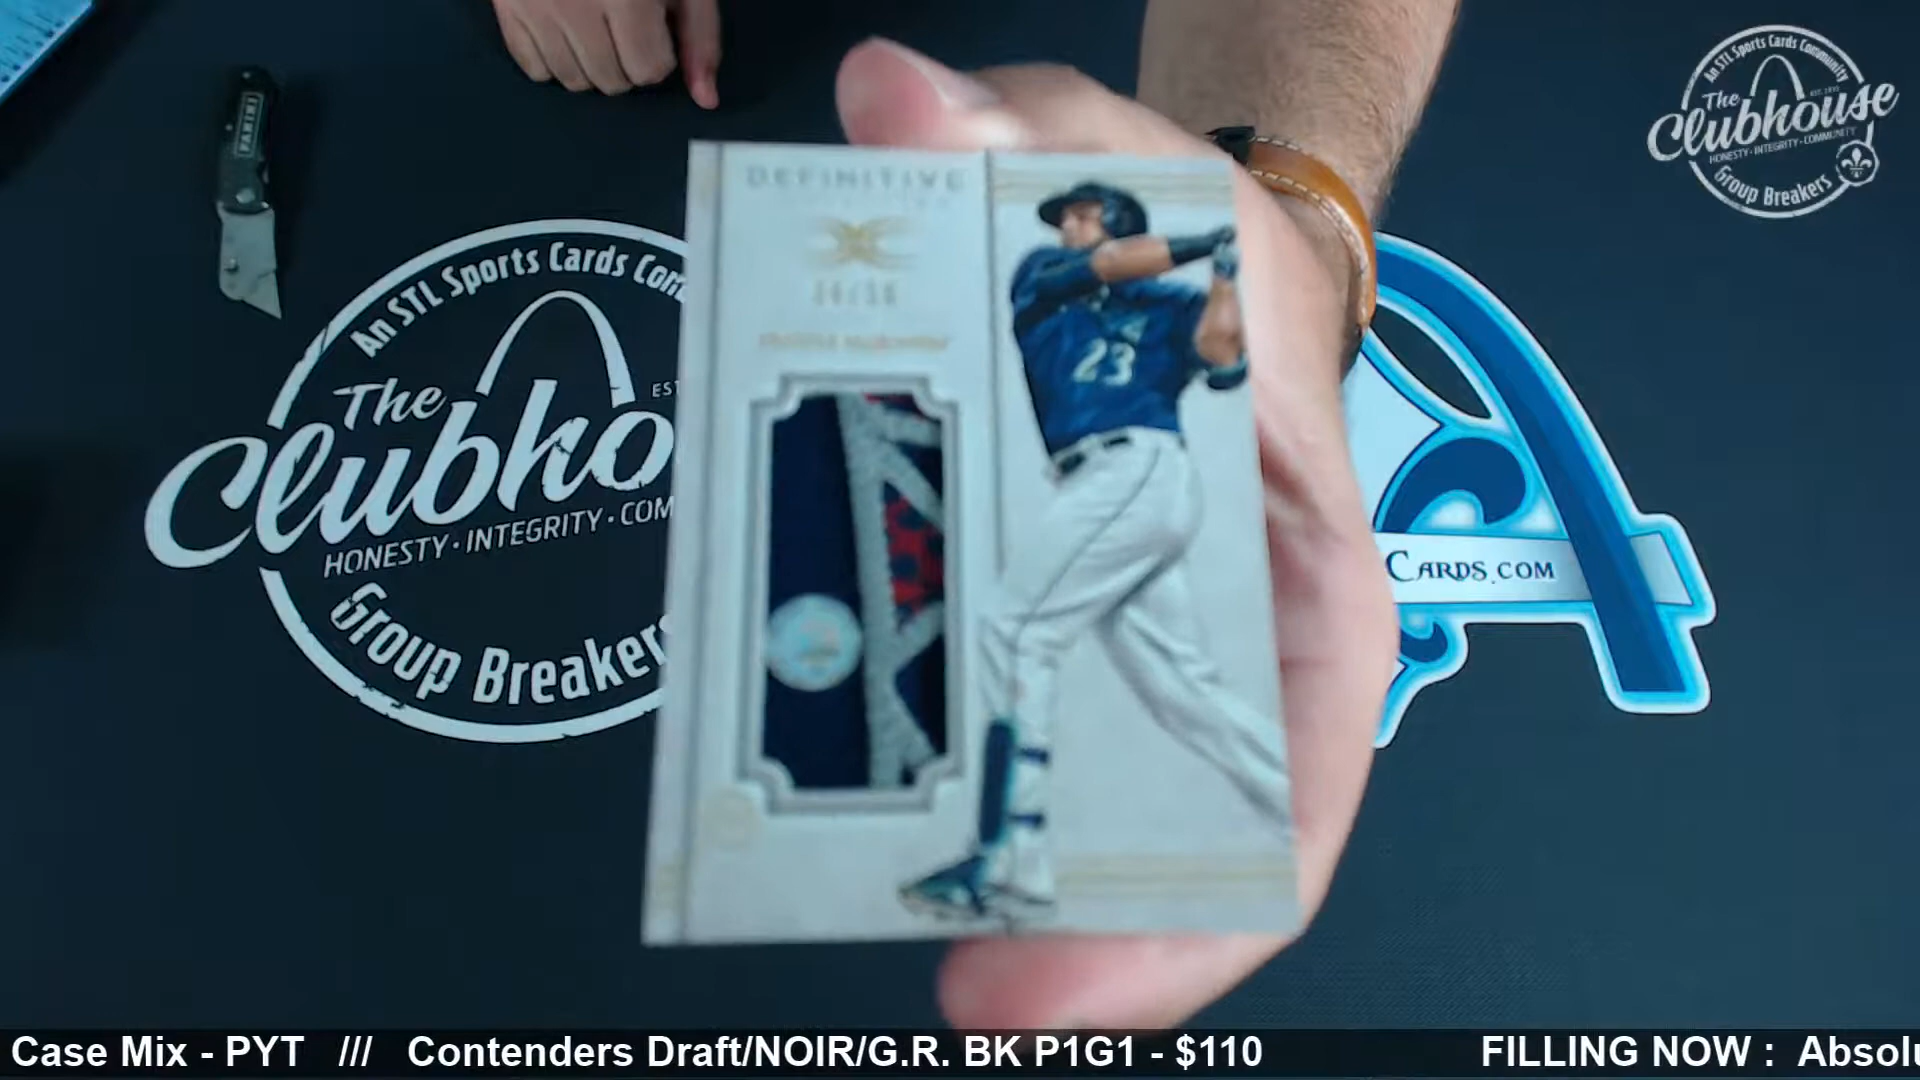 PANINI
An STL Sports Cards Com
The
EST
Clubho
HONESTY · INTEGRITY · COM
Group Breakers
DEFINITIVE
23
CARDS.COM
An STL Sports Cards Community
The
Clubhouse
HONESTY · INTEGRITY · COMMUNITY
Group Breakers
Case Mix - PYT /// Contenders Draft/NOIR/G.R. BK P1G1 - $110 FILLING NOW : Absolu